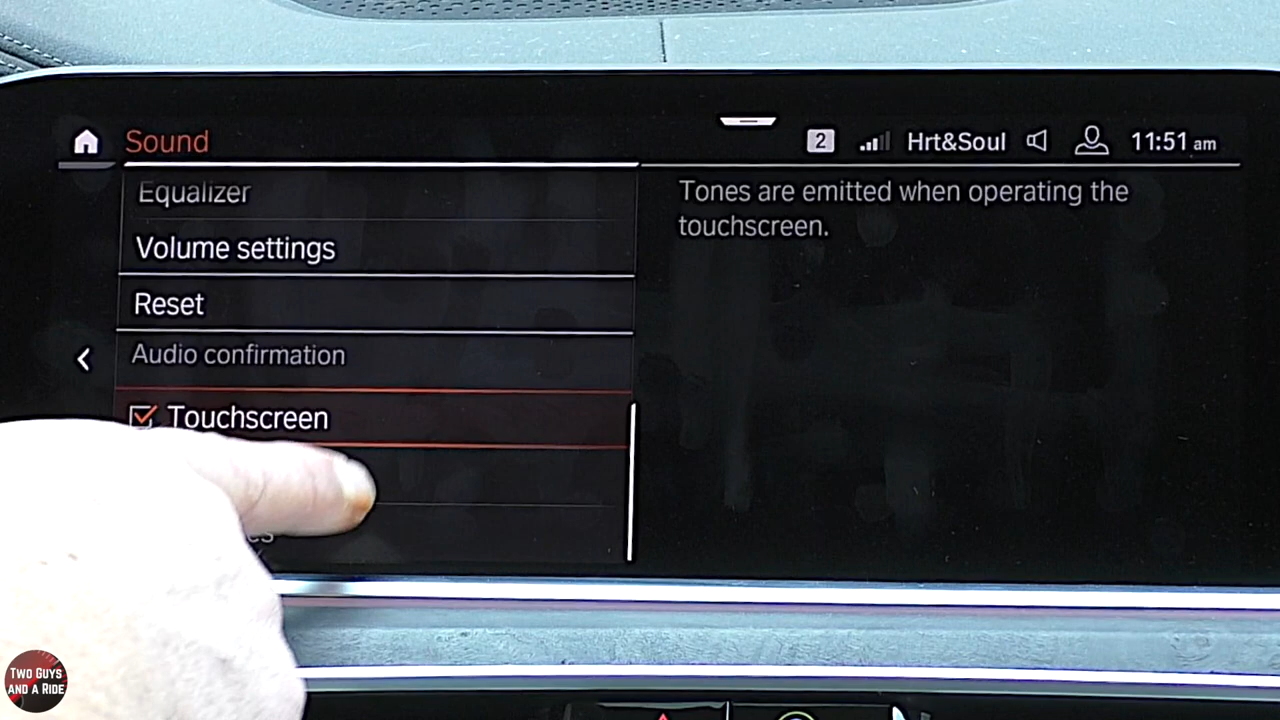 Sound
2
Hrt&Soul
11:51 am
Equalizer
Volume settings
Reset
Audio confirmation
Touchscreen
Tones are emitted when operating the
touchscreen.
TWO GUYS
AND A RIDE